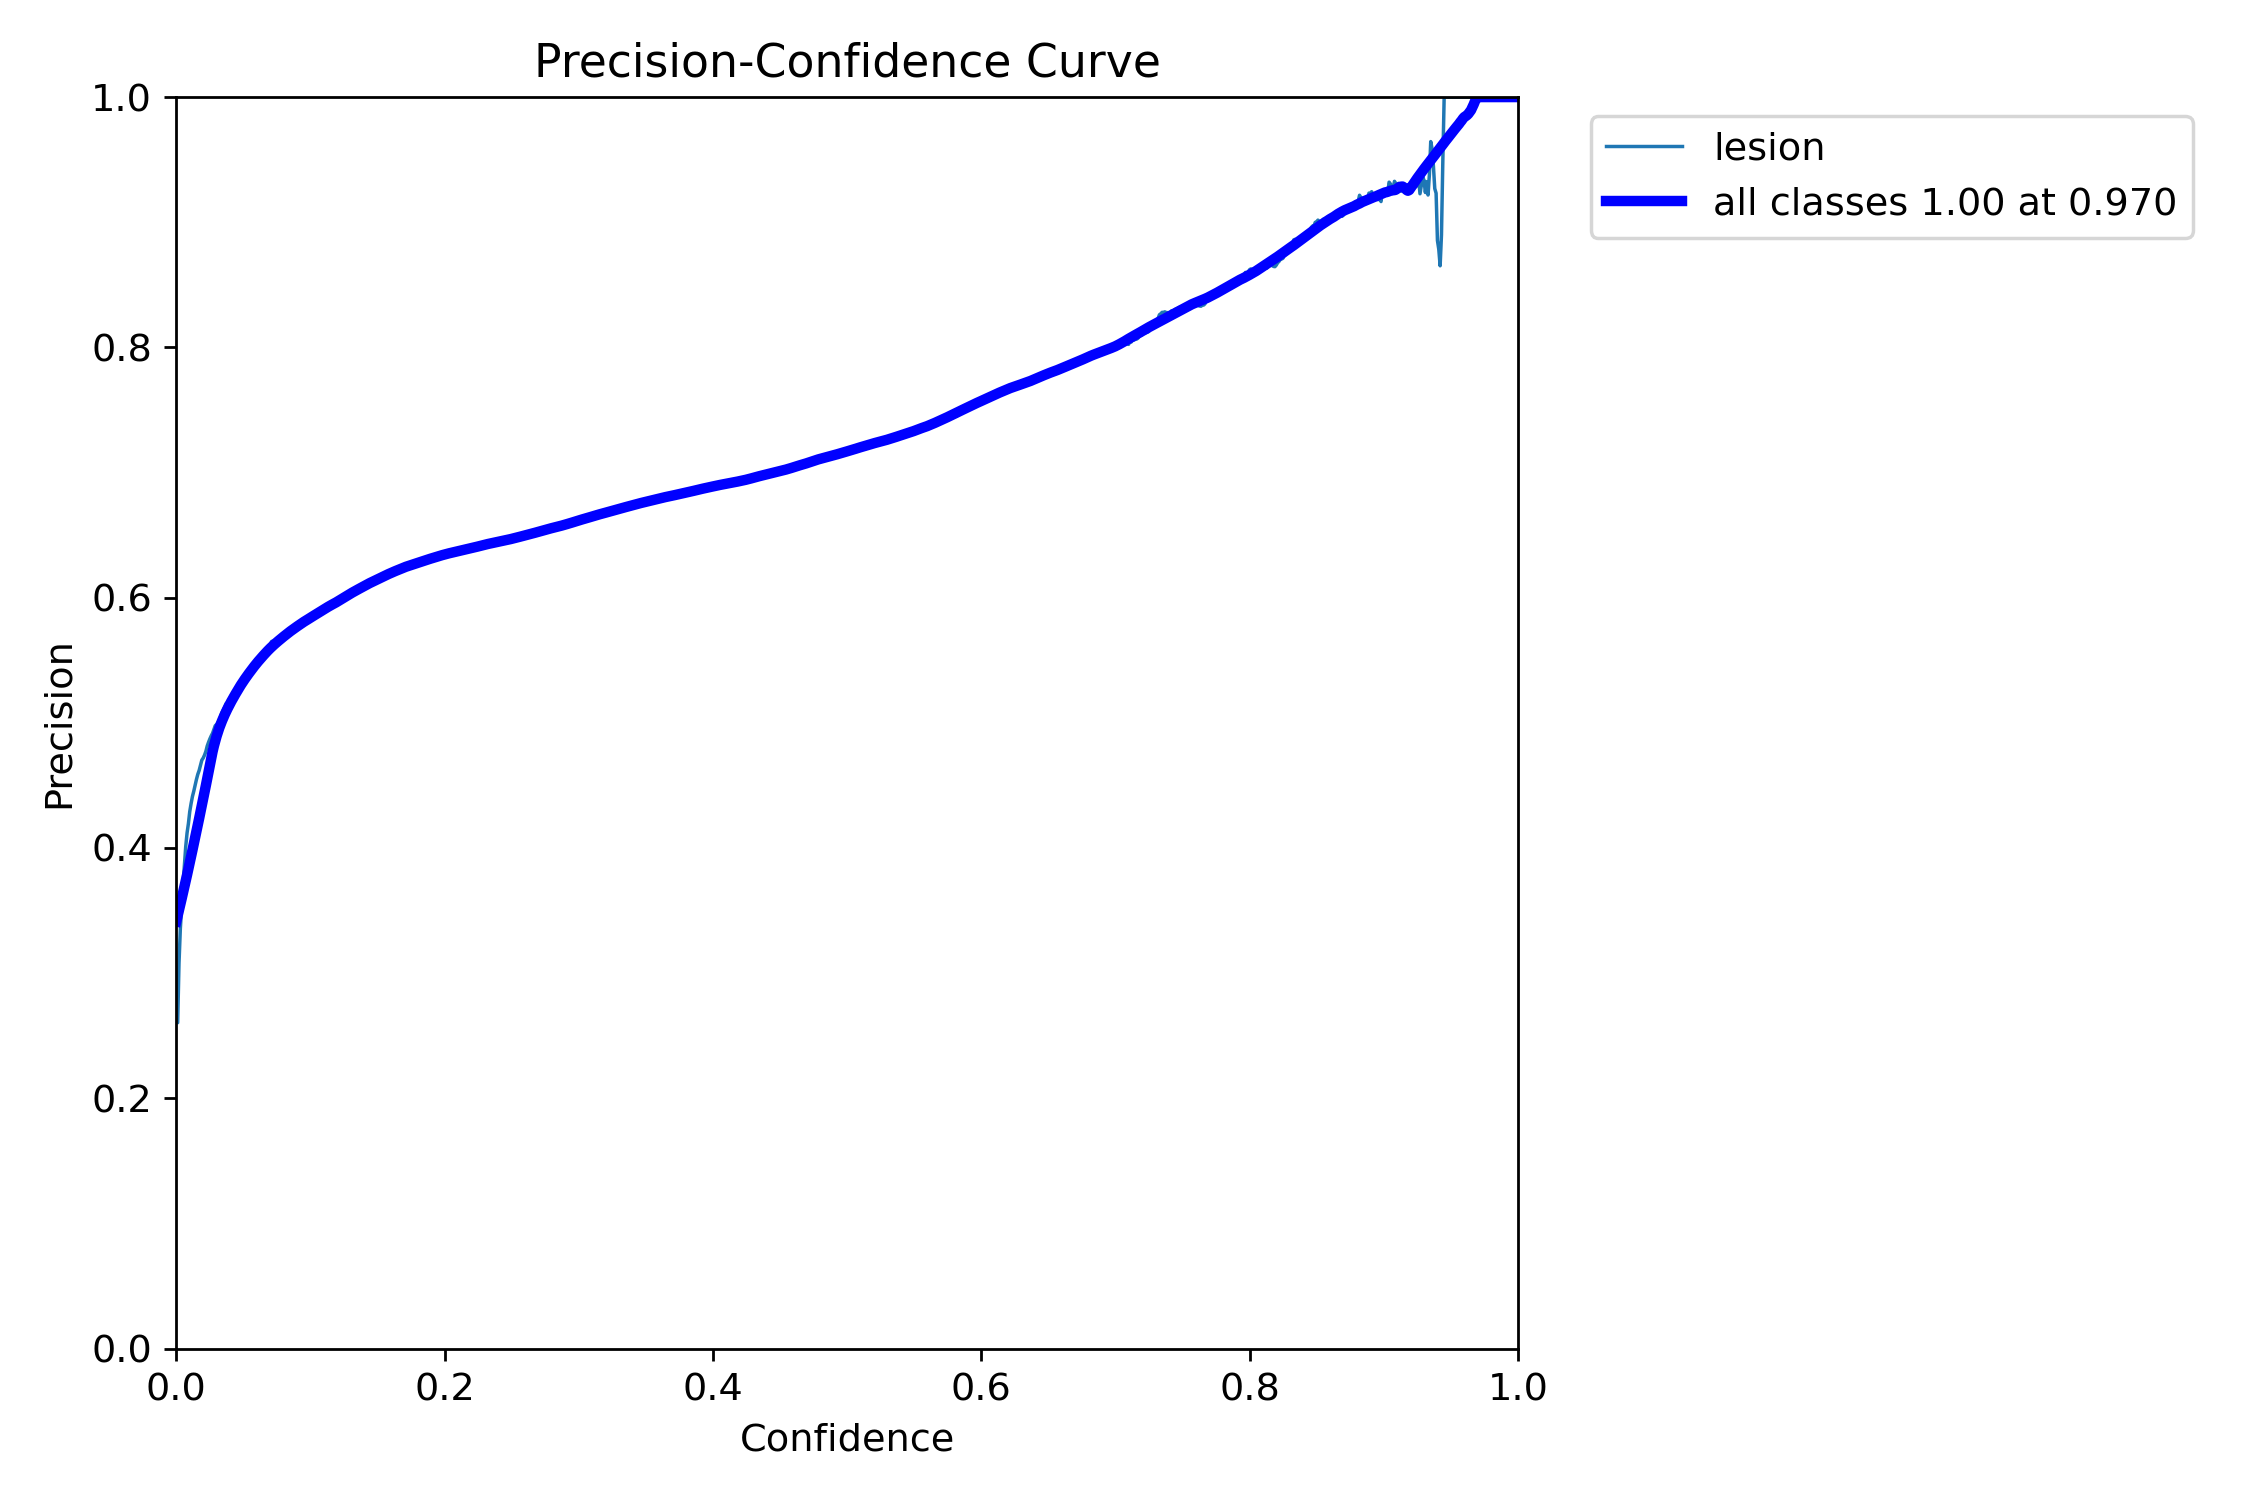 Precision-Confidence Curve
1.0
0.8
0.6
0.4
0.2
0.0
Precision
0.0 0.2 0.4 0.6 0.8 1.0
Confidence
lesion
all classes 1.00 at 0.970